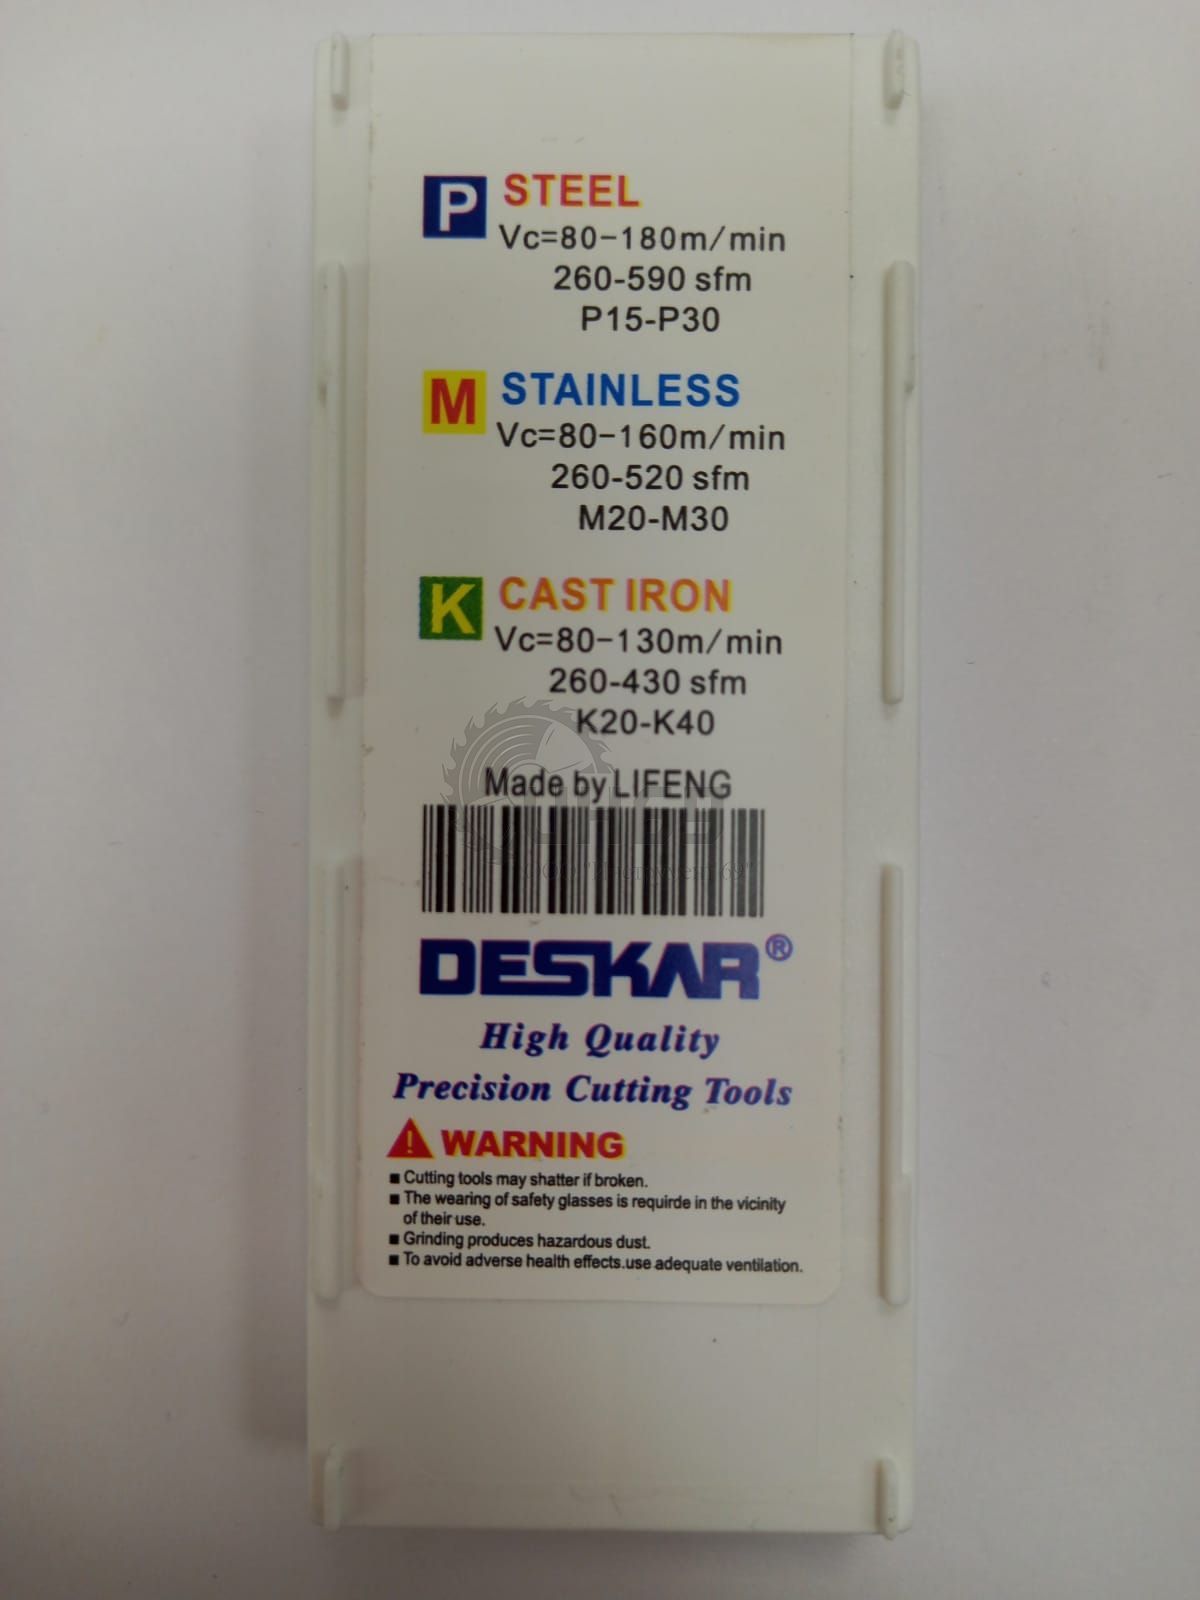 P STEEL
Vc=80-180m/min
260-590 sfm
P15-P30
M STAINLESS
Vc=80-160m/min
260-520 sfm
M20-M30
K CAST IRON
Vc=80-130m/min
260-430 sfm
K20-K40
Made by LIFENG
ООО "Инструмент 69"
DESKAR®
High Quality
Precision Cutting Tools
! WARNING
■ Cutting tools may shatter if broken.
■ The wearing of safety glasses is requirde in the vicinity
of their use.
■ Grinding produces hazardous dust.
■ To avoid adverse health effects.use adequate ventilation.